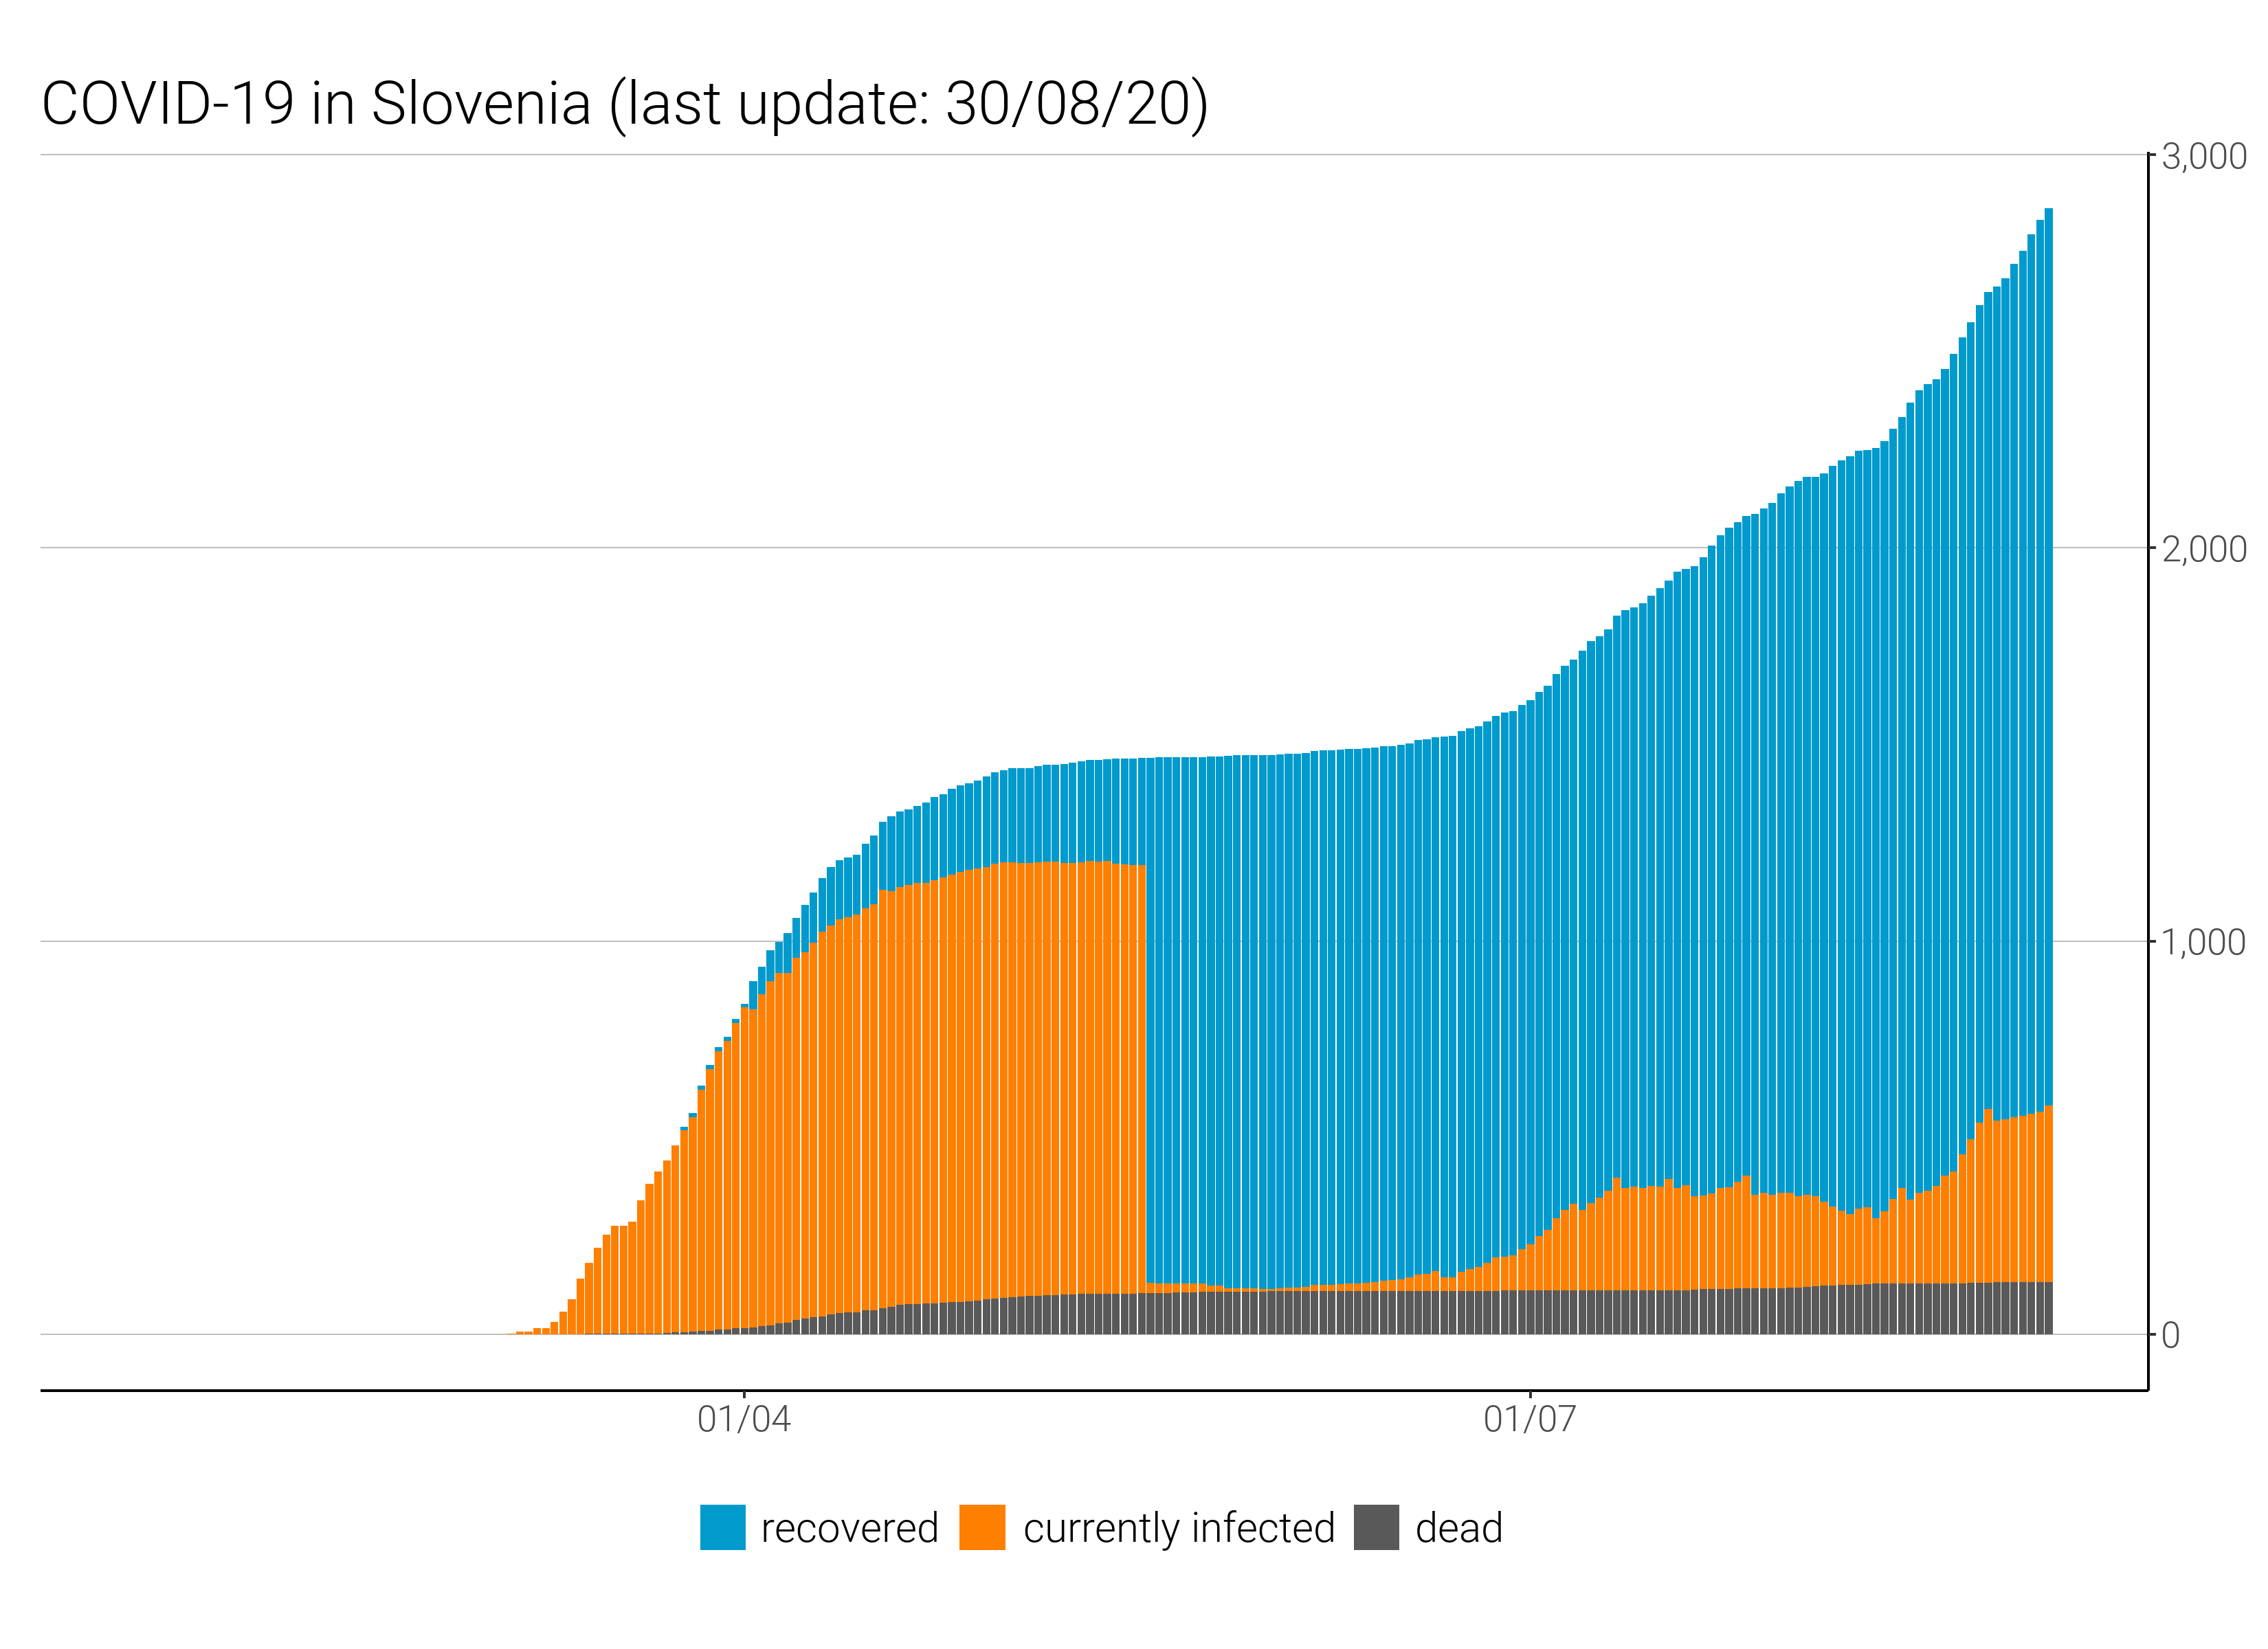 COVID-19 in Slovenia (last update: 30/08/20)
3,000
2,000
1,000
0
01/04 01/07
recovered currently infected dead